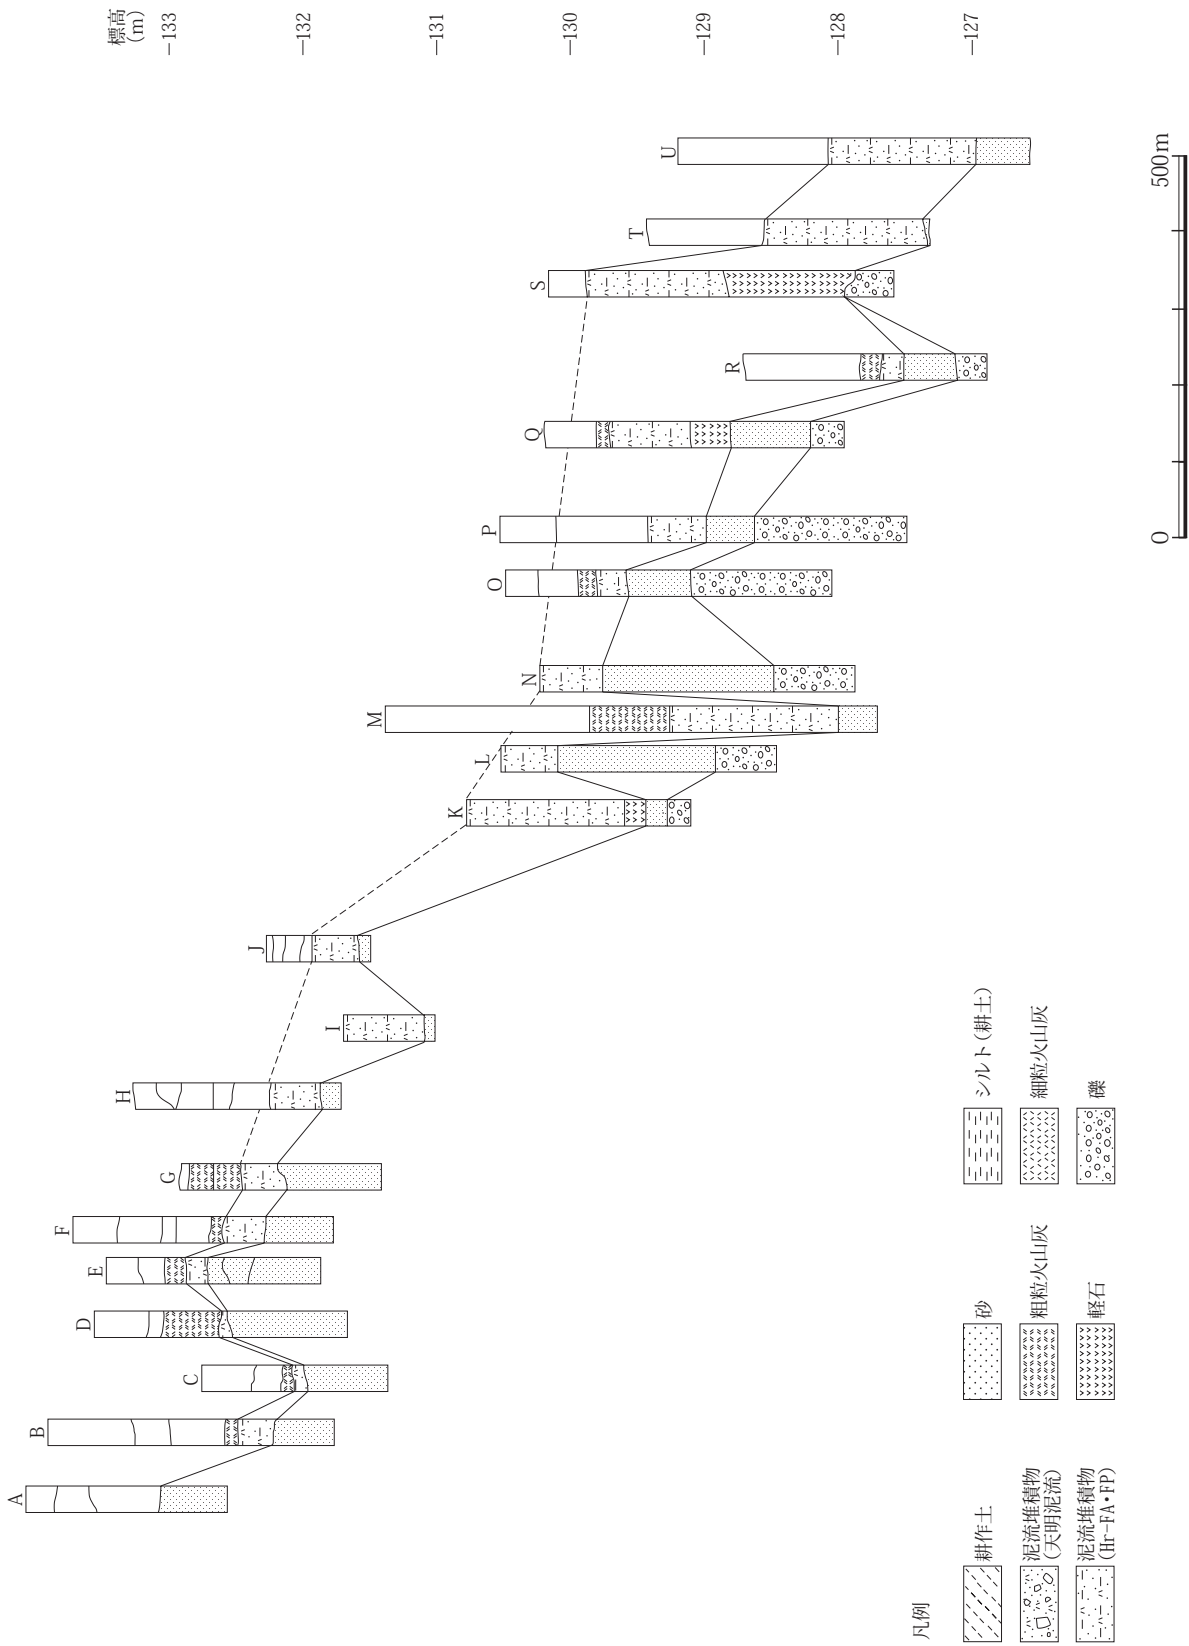 標高
(m)
−133
−132
−131
−130
−129
−128
−127
A
B
C
D
E
F
G
H
I
J
K
L
M
N
O
P
Q
R
S
T
U
0
500m
凡例
耕作土
泥流堆積物
(天明泥流)
泥流堆積物
(Hr−FA・FP)
砂
粗粒火山灰
軽石
シルト(耕土)
細粒火山灰
礫